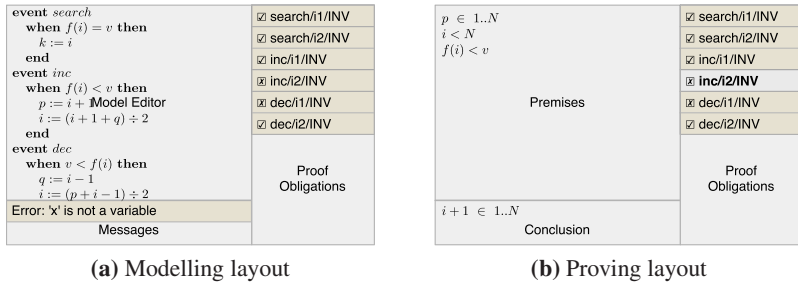 event search
when f(i) = v then
k := i
end
event inc
when f(i) < v then
p := i + 1
Model Editor
i := (i + 1 + q) ÷ 2
end
event dec
when v < f(i) then
q := i − 1
i := (p + i − 1) ÷ 2
Error: 'x' is not a variable
Messages
☑ search/i1/INV
☑ search/i2/INV
☑ inc/i1/INV
☒ inc/i2/INV
☒ dec/i1/INV
☑ dec/i2/INV
Proof
Obligations
(a) Modelling layout
p ∈ 1..N
i < N
f(i) < v
Premises
i + 1 ∈ 1..N
Conclusion
☑ search/i1/INV
☑ search/i2/INV
☑ inc/i1/INV
☒ inc/i2/INV
☒ dec/i1/INV
☑ dec/i2/INV
Proof
Obligations
(b) Proving layout